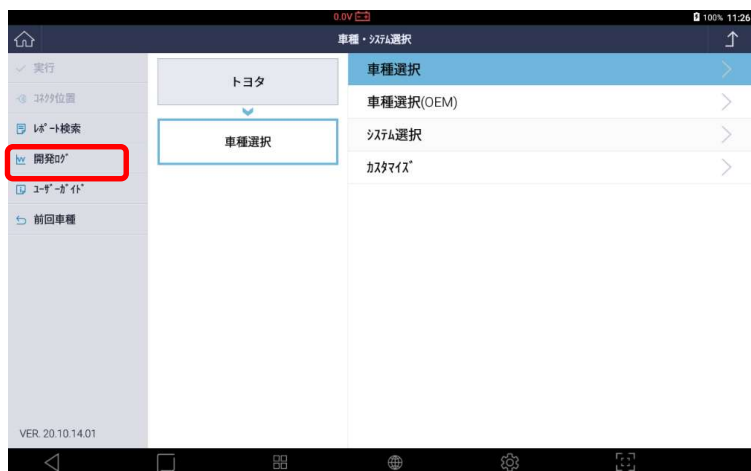 0.0V
100% 11:26
車種・ｼｽﾃﾑ選択
実行
ｺﾈｸﾀ位置
ﾚﾎﾟｰﾄ検索
開発ﾛｸﾞ
ﾕｰｻﾞｰｶﾞｲﾄﾞ
前回車種
VER. 20.10.14.01
トヨタ
車種選択
車種選択
車種選択(OEM)
ｼｽﾃﾑ選択
ｶｽﾀﾏｲｽﾞ